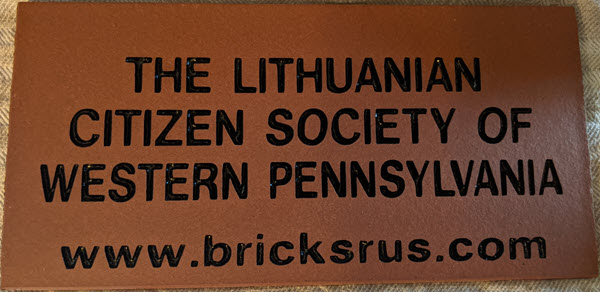 THE LITHUANIAN
CITIZEN SOCIETY OF
WESTERN PENNSYLVANIA
www.bricksrus.com